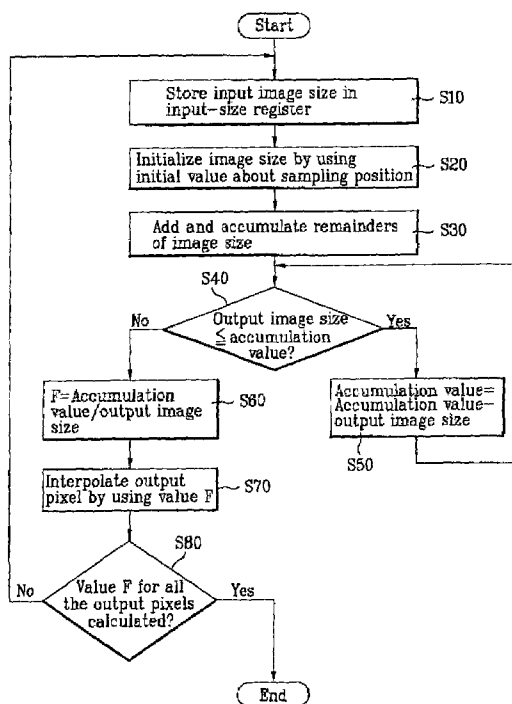 Start
Store input image size in
input-size register
S10
Initialize image size by using
initial value about sampling position
S20
Add and accumulate remainders
of image size
S30
S40
No
Output image size
≦ accumulation
value?
Yes
F=Accumulation
value/output image
size
S60
Accumulation value=
Accumulation value-
output image size
S50
Interpolate output
pixel by using value F
S70
S80
No
Value F for all
the output pixels
calculated?
Yes
End